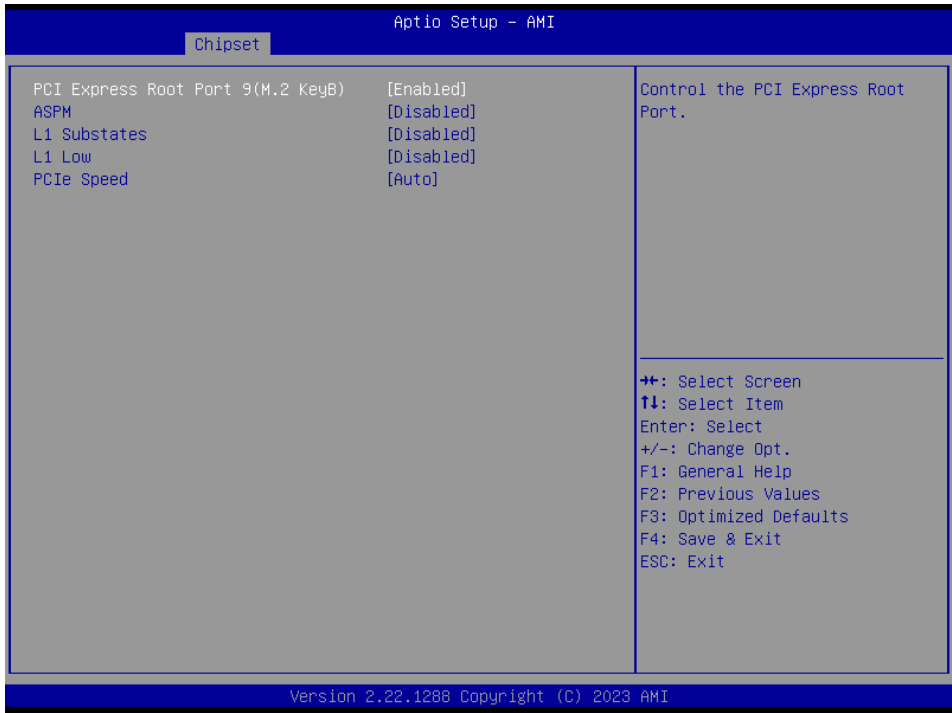 Aptio Setup – AMI
Chipset
PCI Express Root Port 9(M.2 KeyB) [Enabled]
ASPM [Disabled]
L1 Substates [Disabled]
L1 Low [Disabled]
PCIe Speed [Auto]
Control the PCI Express Root
Port.
→←: Select Screen
↑↓: Select Item
Enter: Select
+/-: Change Opt.
F1: General Help
F2: Previous Values
F3: Optimized Defaults
F4: Save & Exit
ESC: Exit
Version 2.22.1288 Copyright (C) 2023 AMI